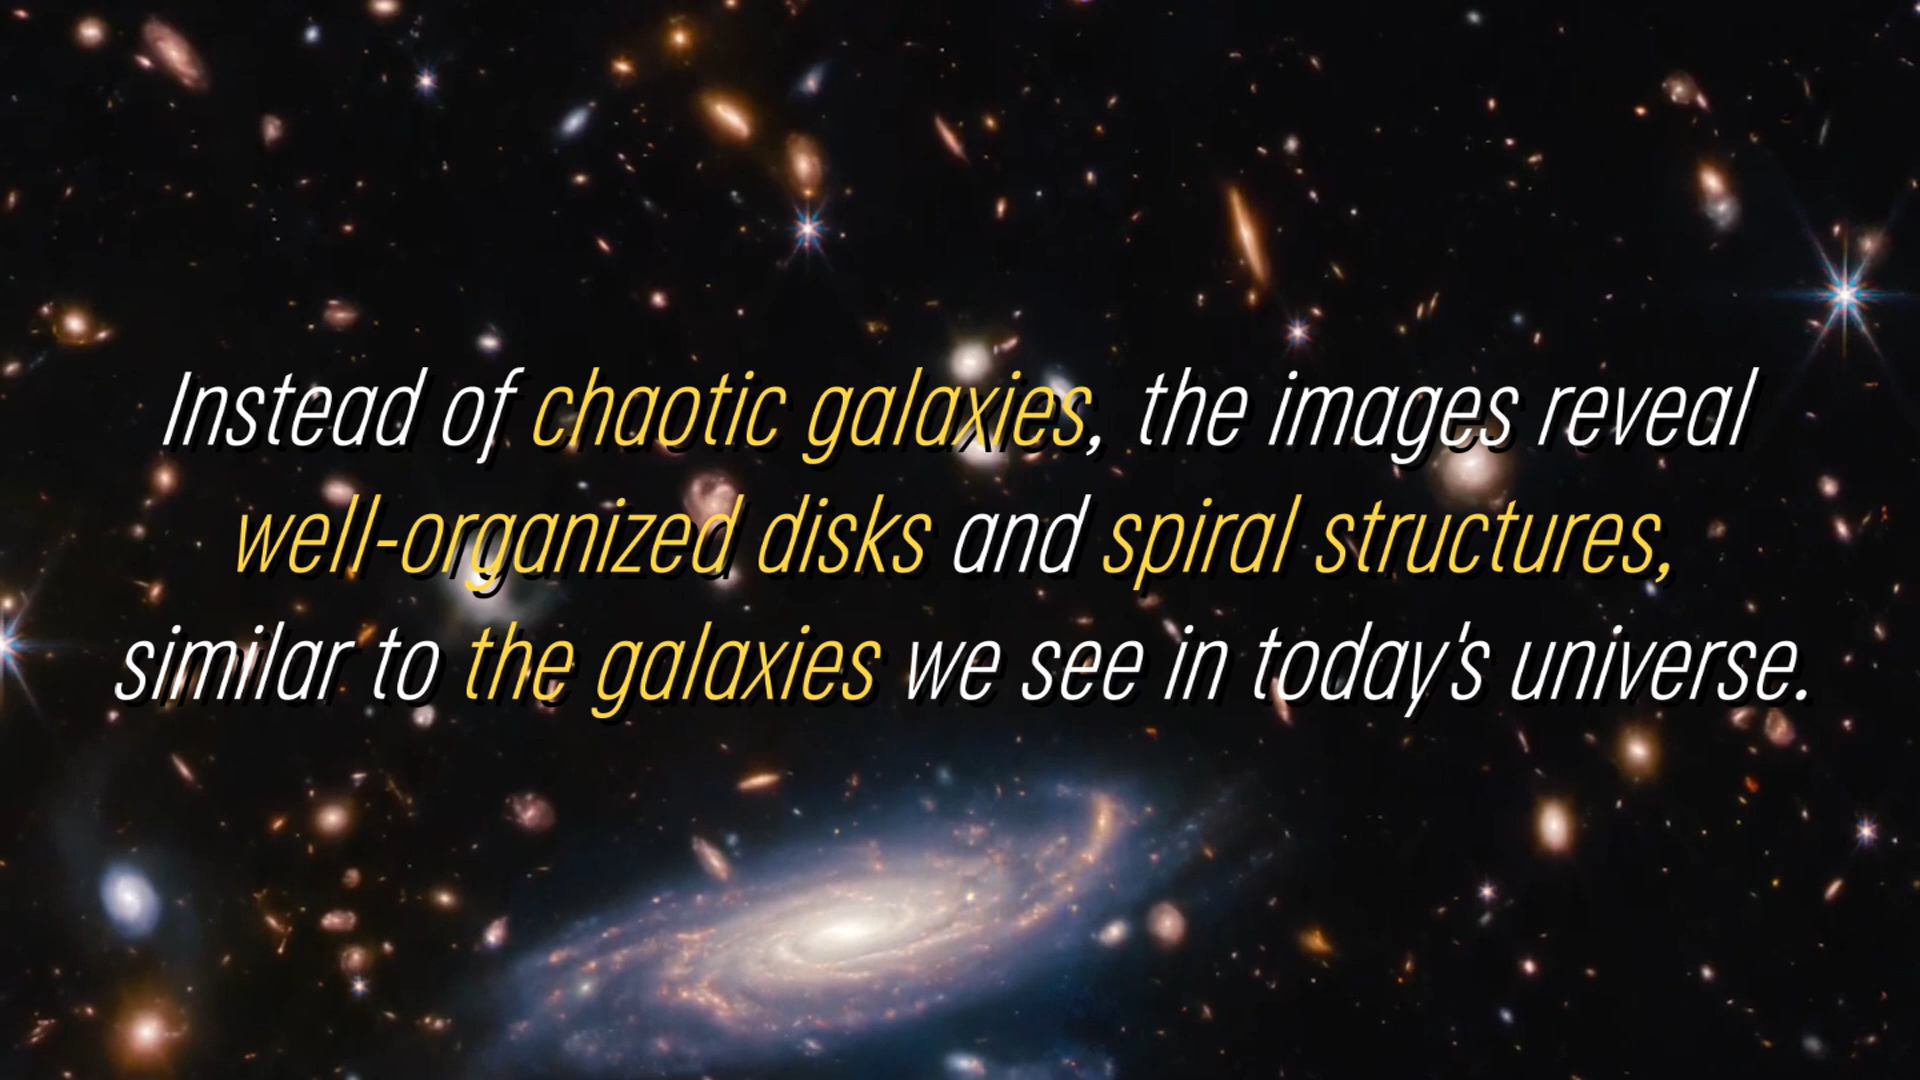 Instead of chaotic galaxies, the images reveal
well-organized disks and spiral structures,
similar to the galaxies we see in today's universe.